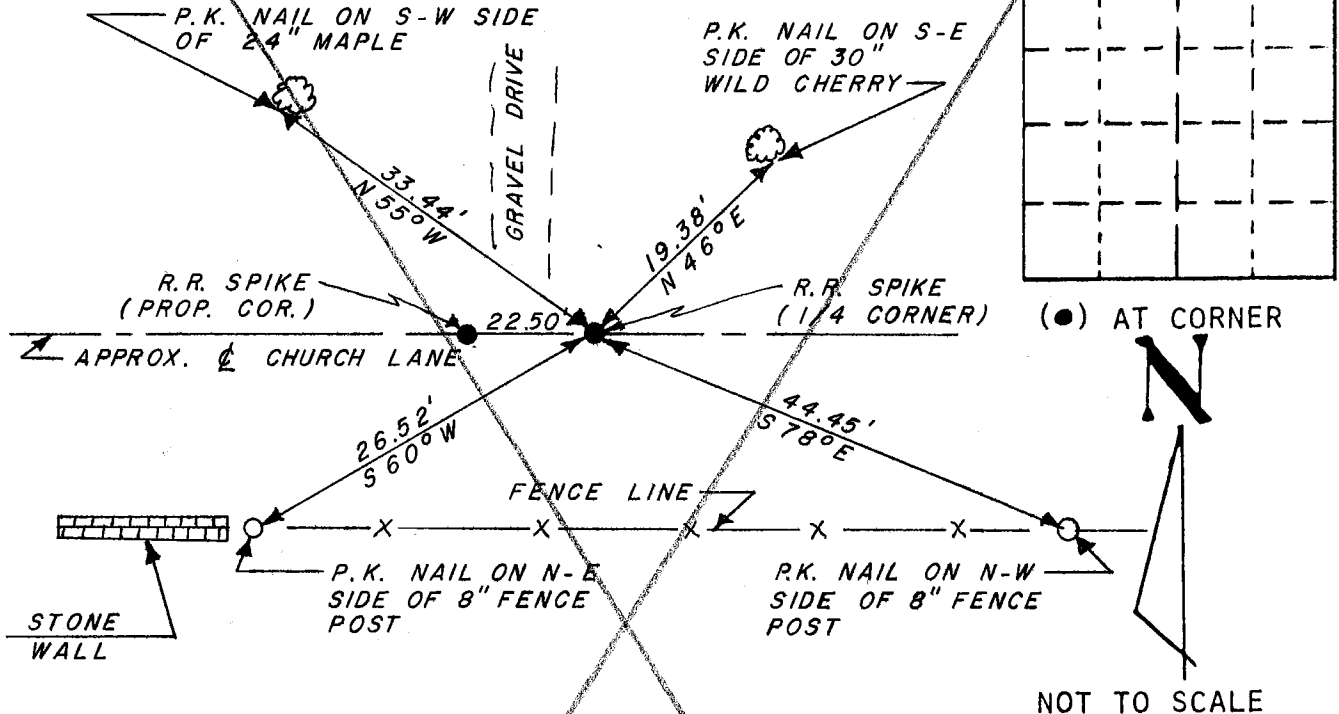 P.K. NAIL ON S-W SIDE
OF 24" MAPLE
GRAVEL DRIVE
P.K. NAIL ON S-E
SIDE OF 30"
WILD CHERRY
33.44'
N 55° W
19.38'
N 46° E
R.R. SPIKE
(PROP. COR.)
22.50
R.R. SPIKE
(1/4 CORNER)
(●) AT CORNER
APPROX. ℄ CHURCH LANE
N
26.52'
S 60° W
44.45'
S 78° E
FENCE LINE
P.K. NAIL ON N-E
SIDE OF 8" FENCE
POST
P.K. NAIL ON N-W
SIDE OF 8" FENCE
POST
STONE
WALL
NOT TO SCALE